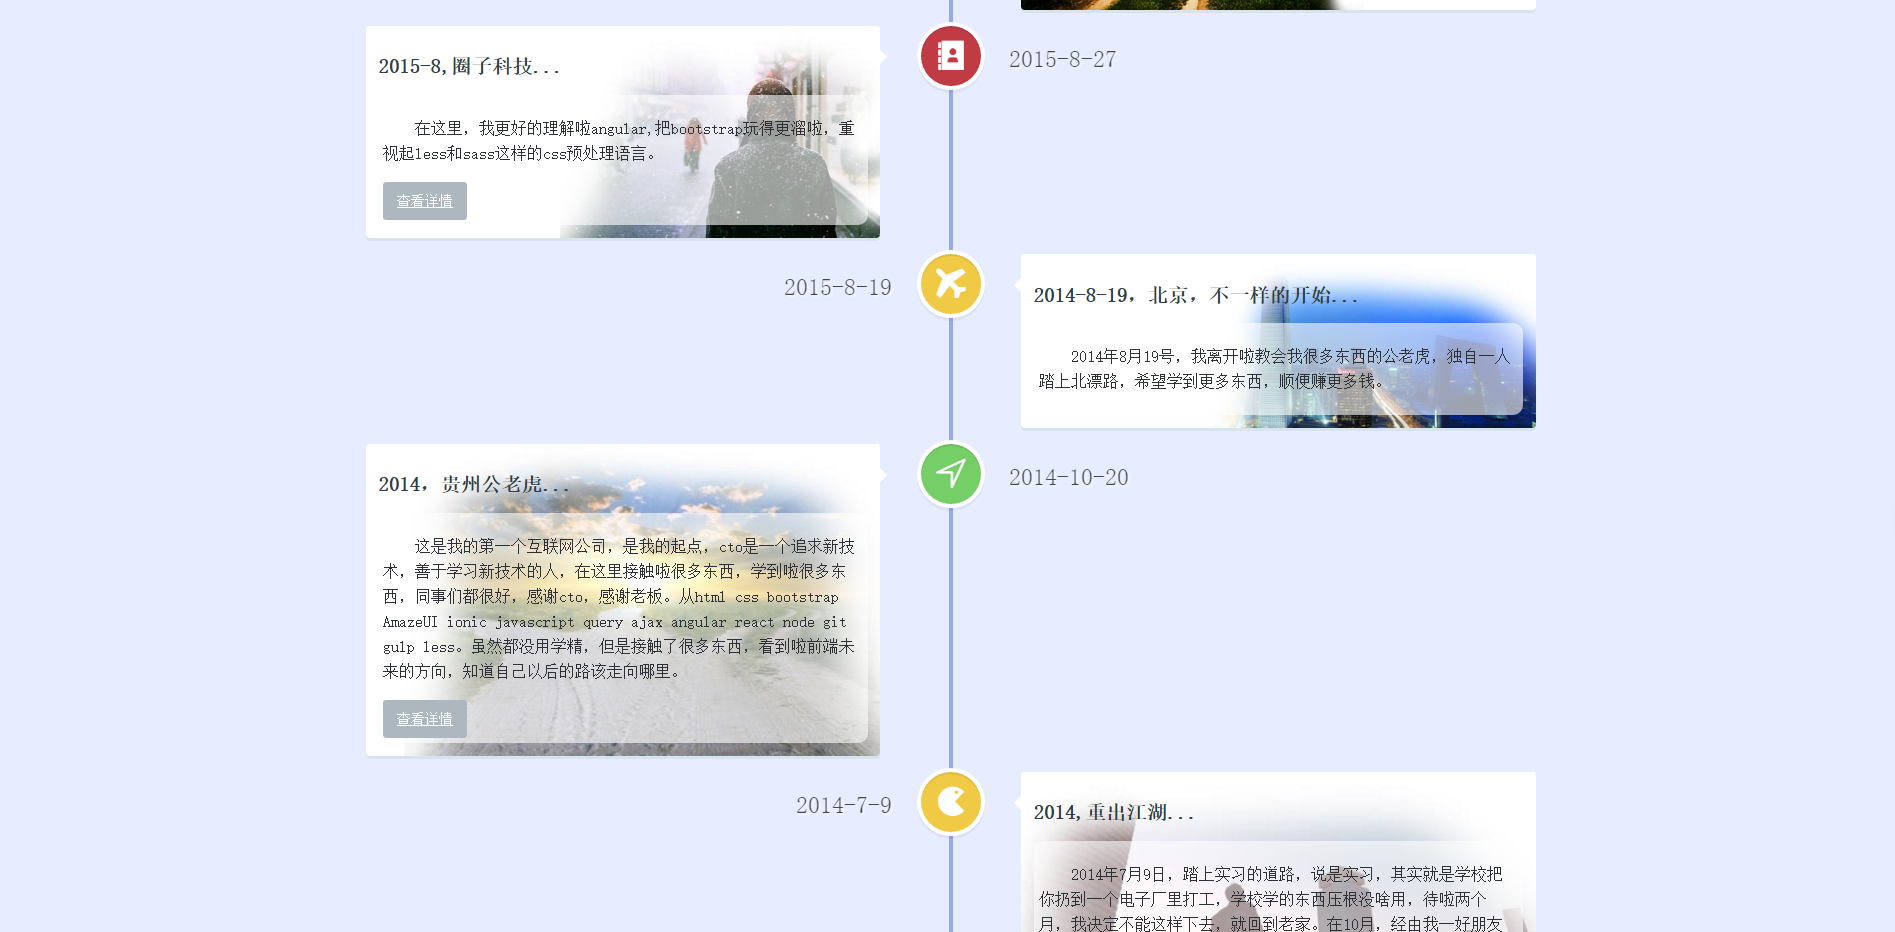 2015-8,圈子科技...
2015-8-27
在这里，我更好的理解啦angular,把bootstrap玩得更溜啦，重
视起less和sass这样的css预处理语言。
查看详情
2015-8-19
2014-8-19，北京，不一样的开始...
2014年8月19号，我离开啦教会我很多东西的公老虎，独自一人
踏上北漂路，希望学到更多东西，顺便赚更多钱。
2014，贵州公老虎...
2014-10-20
这是我的第一个互联网公司，是我的起点，cto是一个追求新技
术，善于学习新技术的人，在这里接触啦很多东西，学到啦很多东
西，同事们都很好，感谢cto，感谢老板。从html css bootstrap
AmazeUI ionic javascript query ajax angular react node git
gulp less。虽然都没用学精，但是接触了很多东西，看到啦前端未
来的方向，知道自己以后的路该走向哪里。
查看详情
2014-7-9
2014,重出江湖...
2014年7月9日，踏上实习的道路，说是实习，其实就是学校把
你扔到一个电子厂里打工，学校学的东西压根没啥用，待啦两个
月，我决定不能这样下去，就回到老家。在10月，经由我一好朋友